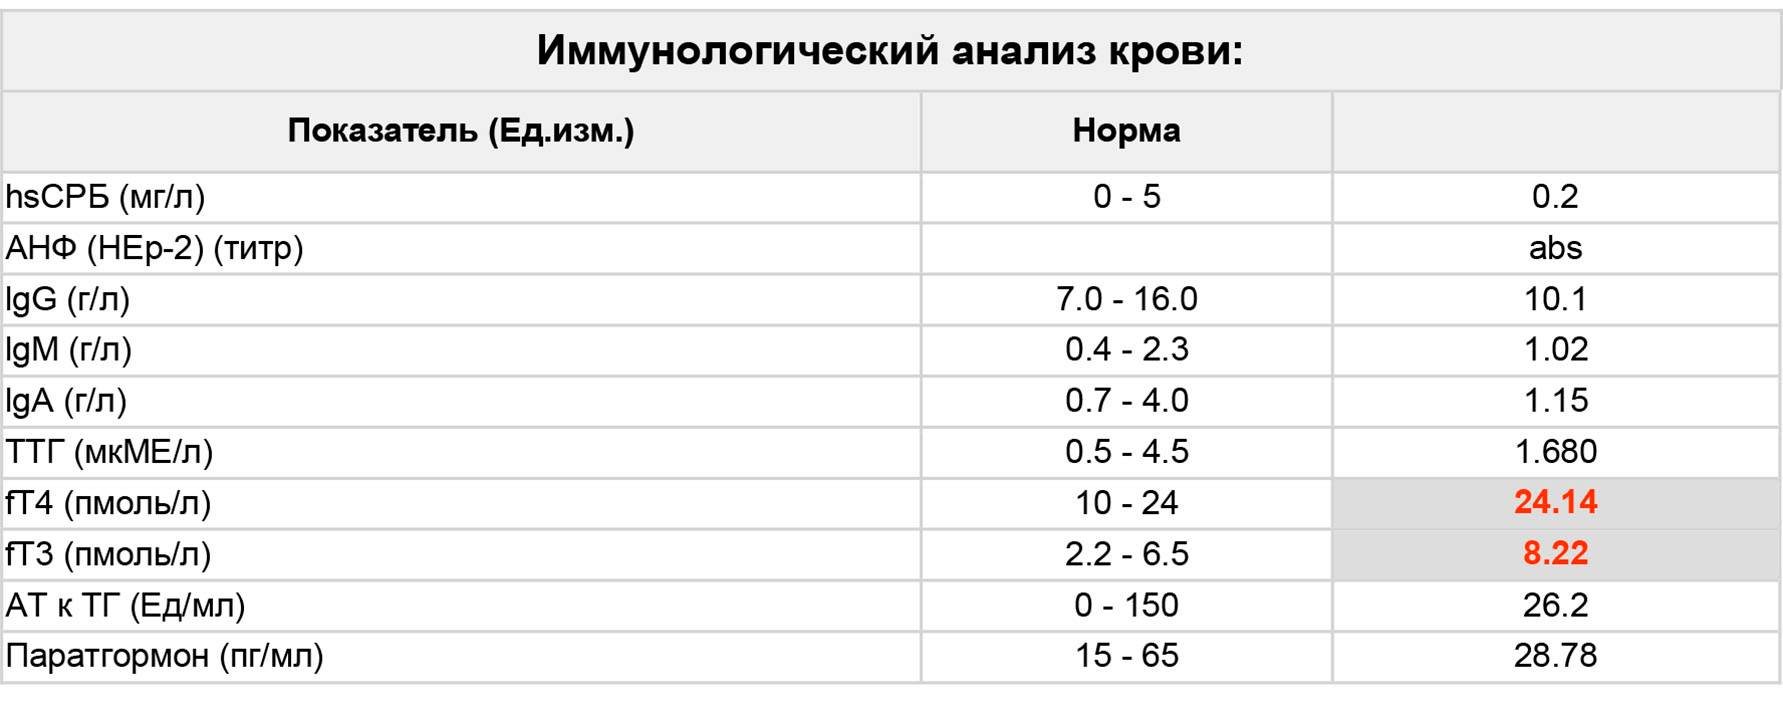 Иммунологический анализ крови:
Показатель (Ед.изм.) Норма
hsСРБ (мг/л) 0 - 5 0.2
АНФ (HEp-2) (титр) abs
IgG (г/л) 7.0 - 16.0 10.1
IgM (г/л) 0.4 - 2.3 1.02
IgA (г/л) 0.7 - 4.0 1.15
ТТГ (мкМЕ/л) 0.5 - 4.5 1.680
fT4 (пмоль/л) 10 - 24 24.14
fT3 (пмоль/л) 2.2 - 6.5 8.22
АТ к ТГ (Ед/мл) 0 - 150 26.2
Паратгормон (пг/мл) 15 - 65 28.78